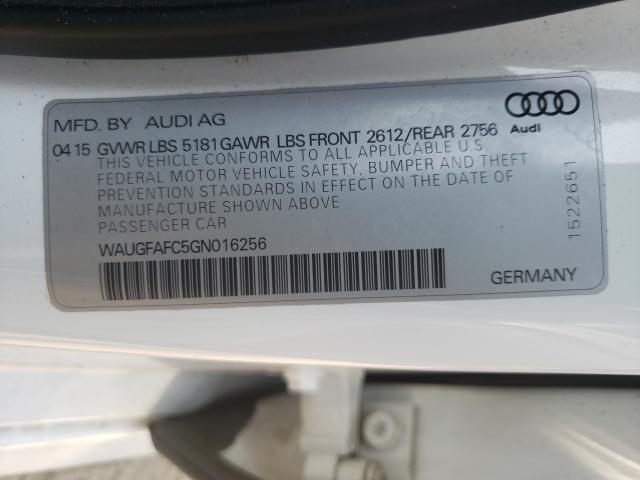 MFD. BY AUDI AG
04 15 GVWR LBS 5181 GAWR LBS FRONT 2612/REAR 2756
THIS VEHICLE CONFORMS TO ALL APPLICABLE U.S.
FEDERAL MOTOR VEHICLE SAFETY, BUMPER AND THEFT
PREVENTION STANDARDS IN EFFECT ON THE DATE OF
MANUFACTURE SHOWN ABOVE
PASSENGER CAR
WAUGFAFC5GN016256
Audi
1522651
GERMANY